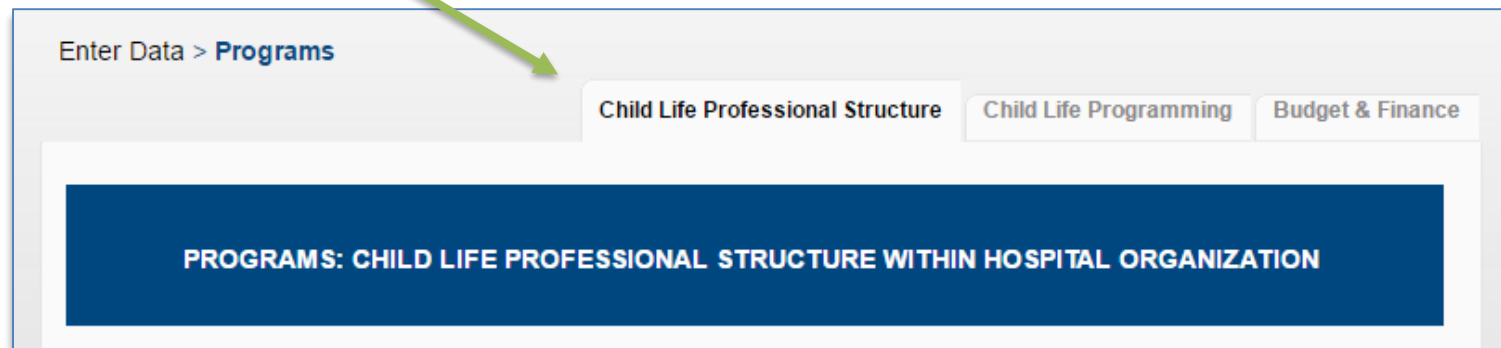 Enter Data > Programs
Child Life Professional Structure Child Life Programming Budget & Finance
PROGRAMS: CHILD LIFE PROFESSIONAL STRUCTURE WITHIN HOSPITAL ORGANIZATION